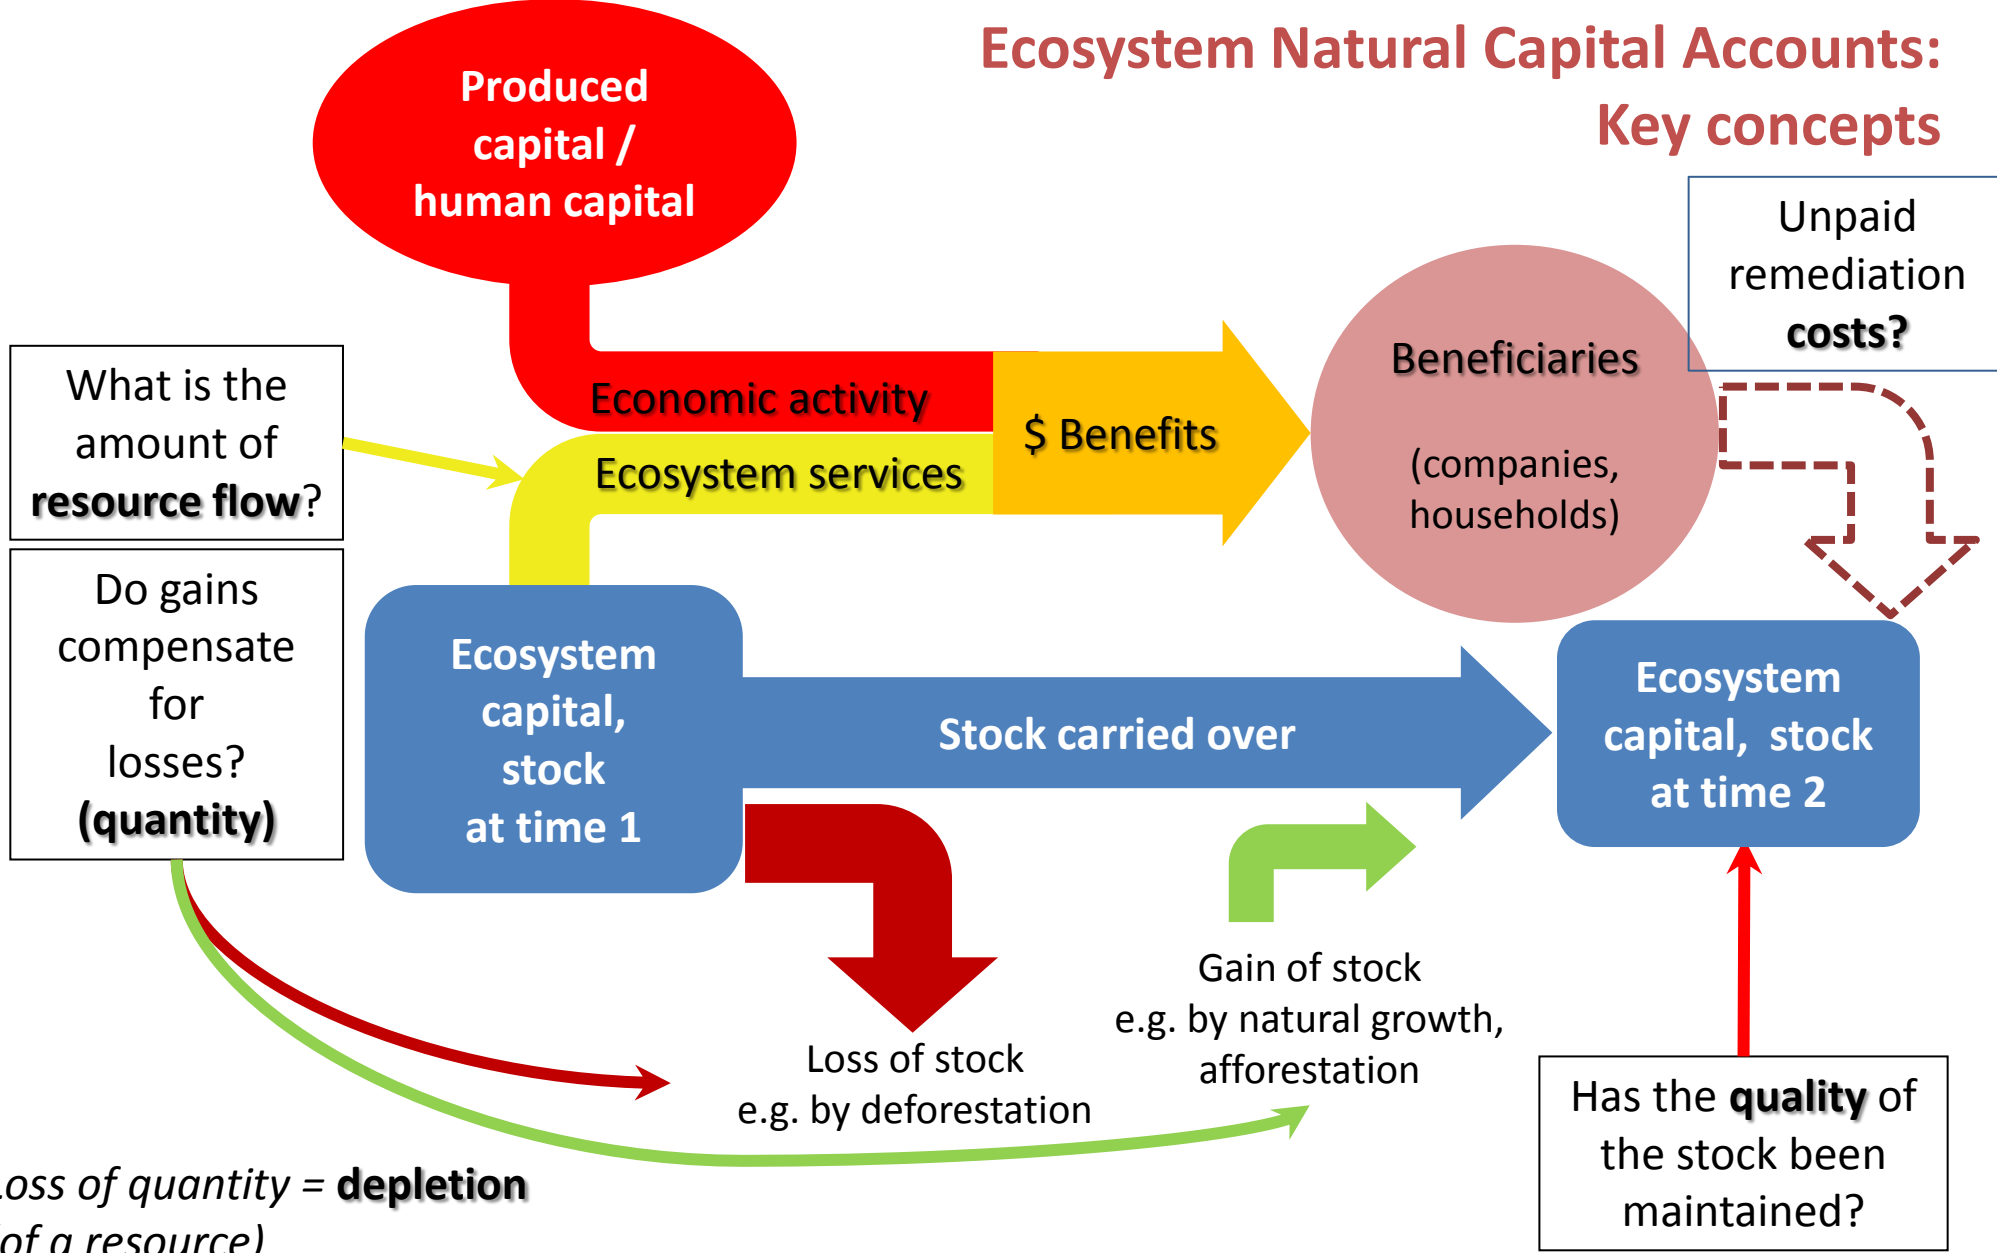 Ecosystem Natural Capital Accounts:
Key concepts
Produced
capital /
human capital
Unpaid
remediation
costs?
What is the
amount of
resource flow?
Economic activity
Ecosystem services
$ Benefits
Beneficiaries
(companies,
households)
Do gains
compensate
for
losses?
(quantity)
Ecosystem
capital,
stock
at time 1
Stock carried over
Ecosystem
capital,  stock
at time 2
Loss of stock
e.g. by deforestation
Gain of stock
e.g. by natural growth,
afforestation
Has the quality of
the stock been
maintained?
Loss of quantity = depletion
(of a resource)